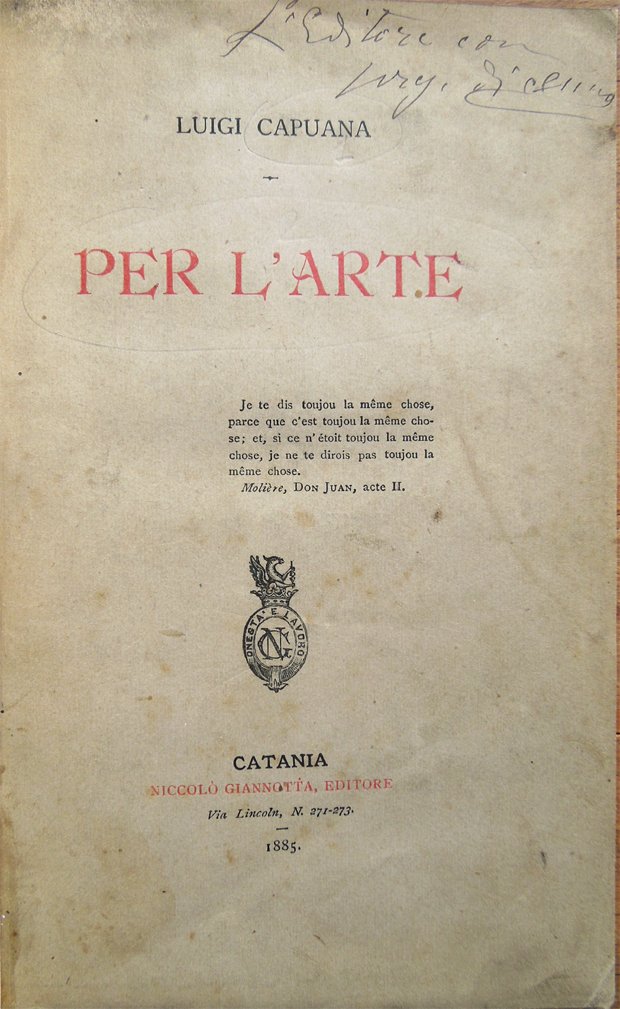 L'Editore con
LUIGI CAPUANA
PER L'ARTE
Je te dis toujou la même chose,
parce que c'est toujou la même cho-
se; et, si ce n'étoit toujou la même
chose, je ne te dirois pas toujou la
même chose.
Molière, DON JUAN, acte II.
ONESTA' E LAVORO
NG
CATANIA
NICCOLÒ GIANNOTTA, EDITORE
Via Lincoln, N. 271-273.
1885.